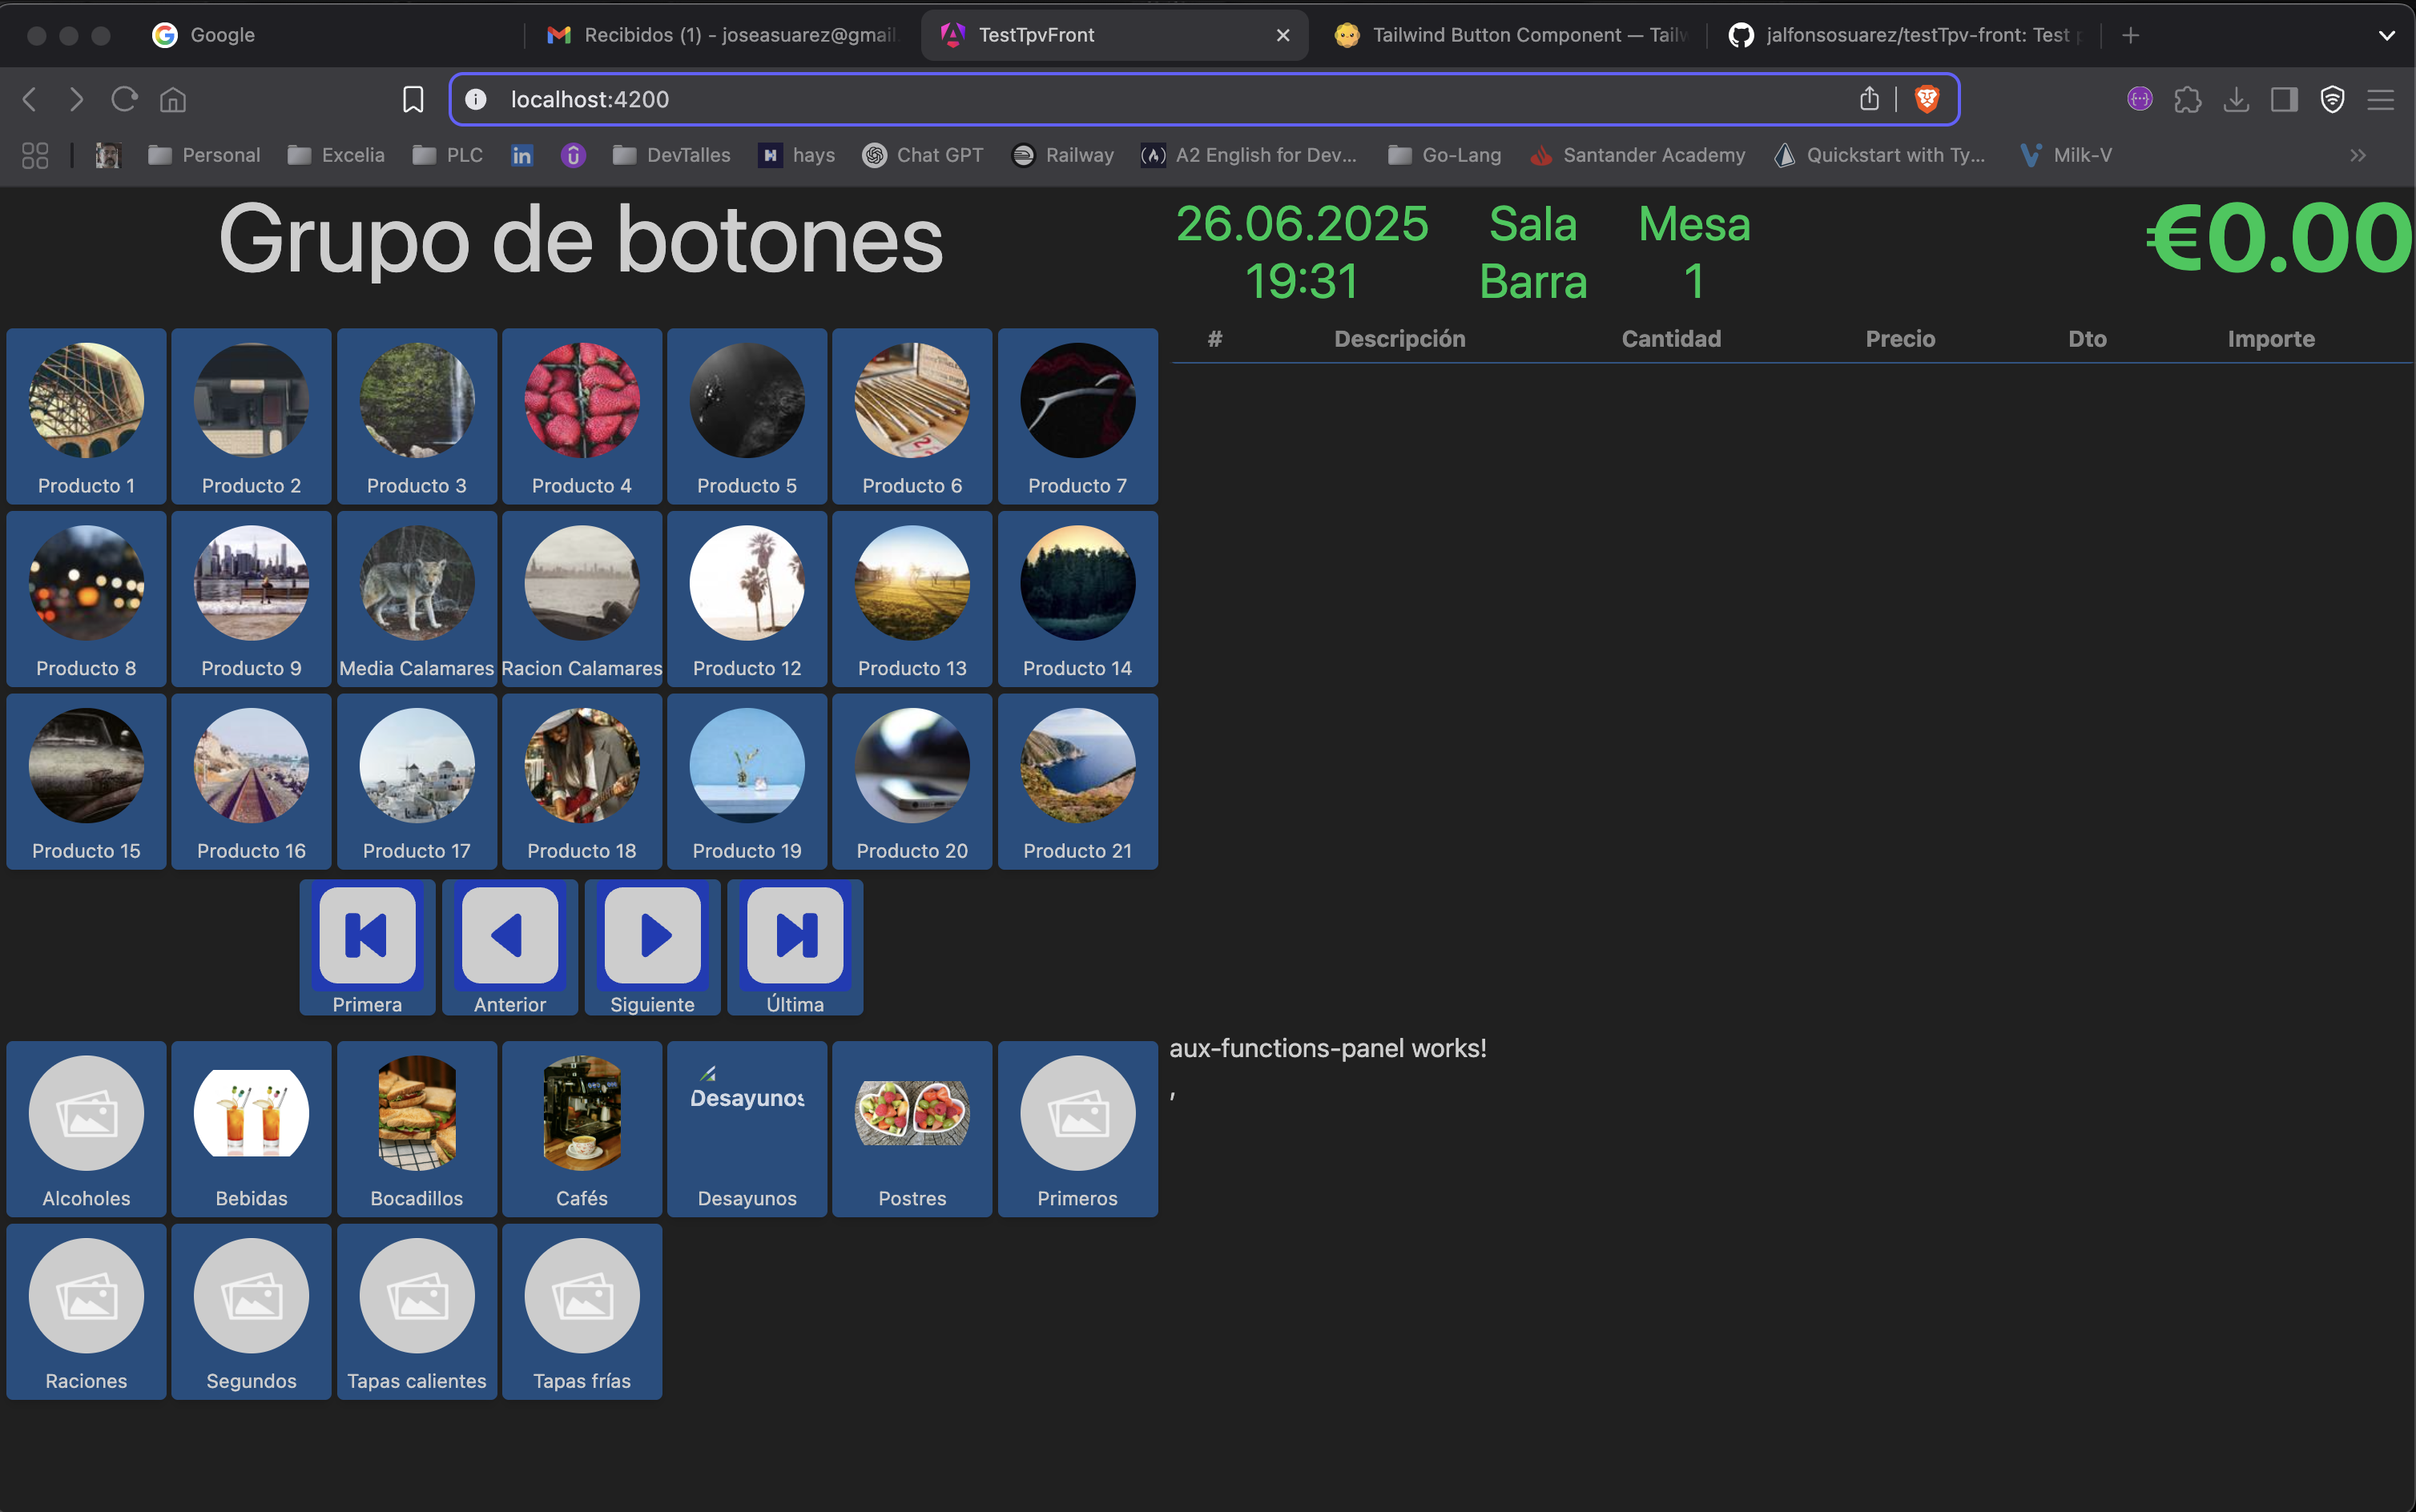 Google
Recibidos (1) - joseasuarez@gmail.
TestTpvFront
Tailwind Button Component — Tailw
jalfonsosuarez/testTpv-front: Test p
localhost:4200
Personal
Excelia
PLC
in
DevTalles
H hays
Chat GPT
Railway
A2 English for Dev...
Go-Lang
Santander Academy
Quickstart with Ty...
Milk-V
Grupo de botones
26.06.2025
19:31
Sala
Barra
Mesa
1
€0.00
# Descripción Cantidad Precio Dto Importe
Producto 1 Producto 2 Producto 3 Producto 4 Producto 5 Producto 6 Producto 7
Producto 8 Producto 9 Media Calamares Racion Calamares Producto 12 Producto 13 Producto 14
Producto 15 Producto 16 Producto 17 Producto 18 Producto 19 Producto 20 Producto 21
Primera Anterior Siguiente Última
aux-functions-panel works!
,
Desayunos
Alcoholes Bebidas Bocadillos Cafés Desayunos Postres Primeros
Raciones Segundos Tapas calientes Tapas frías